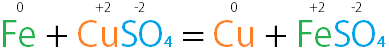 0 +2 -2 0 +2 -2
Fe + CuSO₄ = Cu + FeSO₄